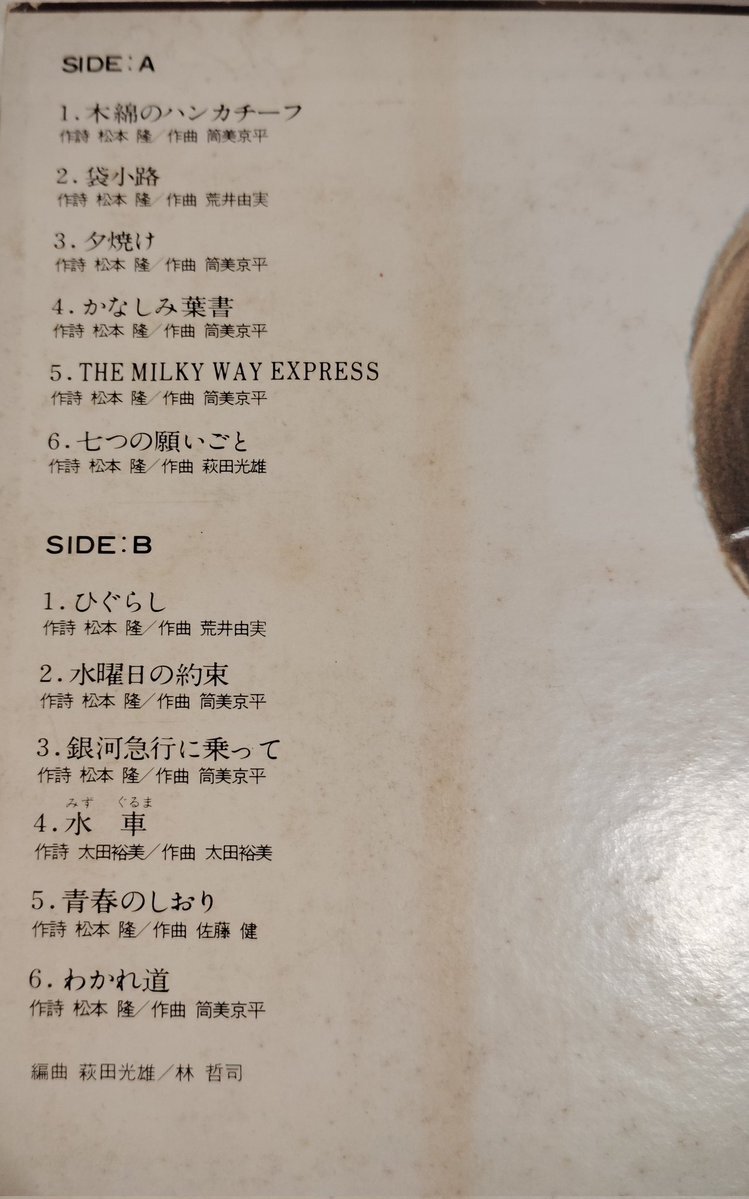 SIDE:A
1.木綿のハンカチーフ
作詩 松本 隆／作曲 筒美京平
2.袋小路
作詩 松本 隆／作曲 荒井由実
3.夕焼け
作詩 松本 隆／作曲 筒美京平
4.かなしみ葉書
作詩 松本 隆／作曲 筒美京平
5.THE MILKY WAY EXPRESS
作詩 松本 隆／作曲 筒美京平
6.七つの願いごと
作詩 松本 隆／作曲 萩田光雄
SIDE:B
1.ひぐらし
作詩 松本 隆／作曲 荒井由実
2.水曜日の約束
作詩 松本 隆／作曲 筒美京平
3.銀河急行に乗って
作詩 松本 隆／作曲 筒美京平
みず ぐるま
4.水 車
作詩 太田裕美／作曲 太田裕美
5.青春のしおり
作詩 松本 隆／作曲 佐藤 健
6.わかれ道
作詩 松本 隆／作曲 筒美京平
編曲 萩田光雄／林 哲司